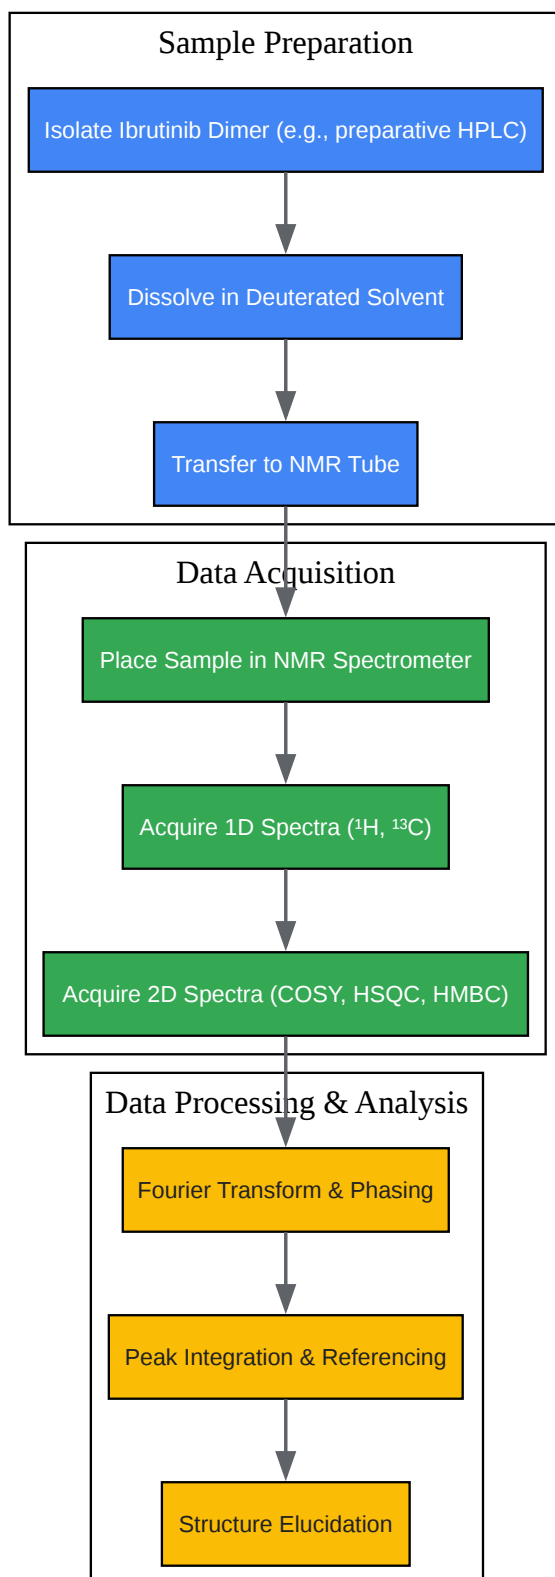 Sample Preparation
Isolate Ibrutinib Dimer (e.g., preparative HPLC)
Dissolve in Deuterated Solvent
Transfer to NMR Tube
Data Acquisition
Place Sample in NMR Spectrometer
Acquire 1D Spectra (¹H, ¹³C)
Acquire 2D Spectra (COSY, HSQC, HMBC)
Data Processing & Analysis
Fourier Transform & Phasing
Peak Integration & Referencing
Structure Elucidation